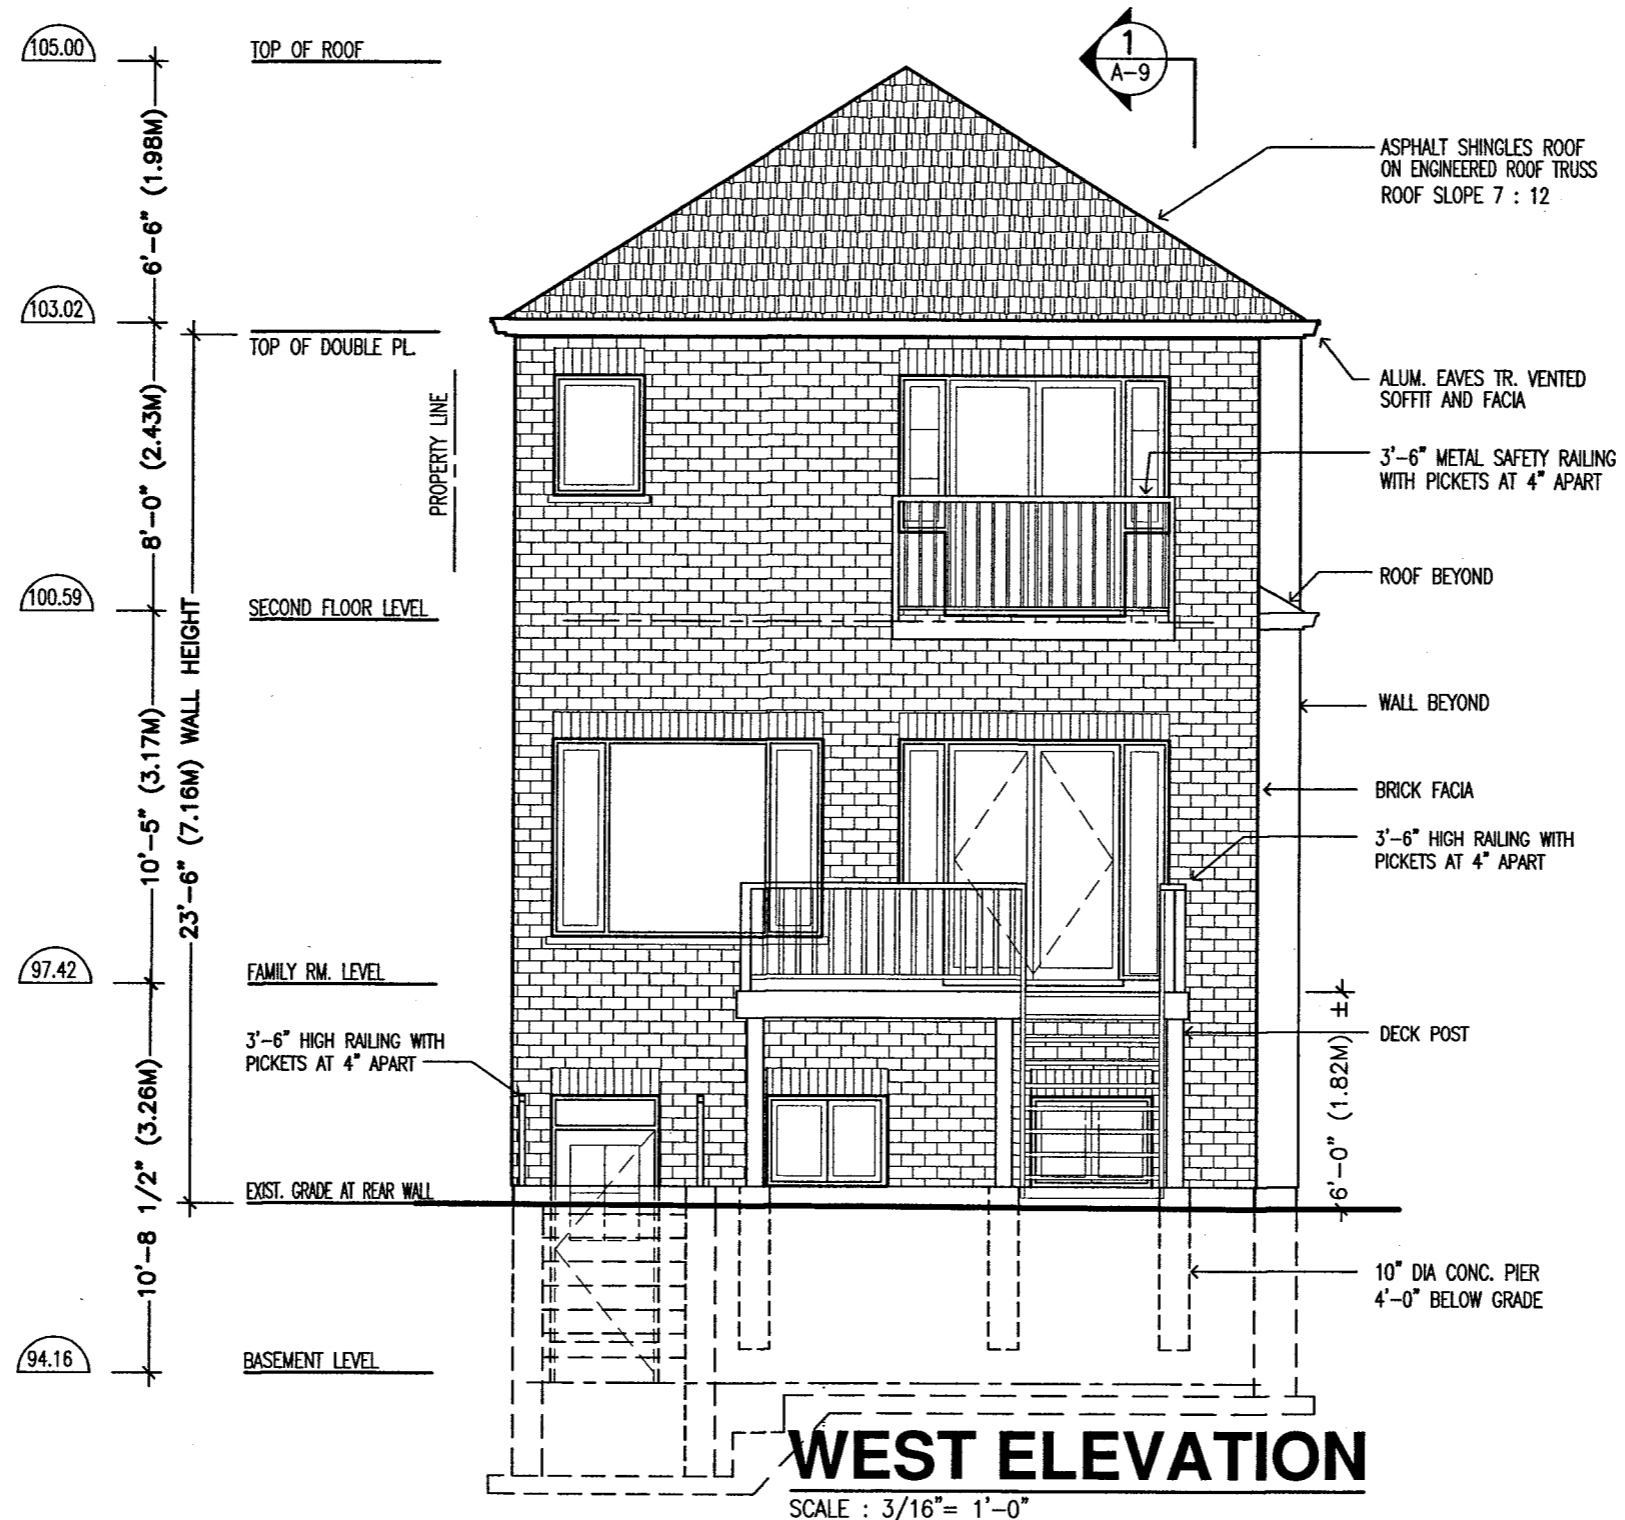 105.00
TOP OF ROOF
1
A-9
6'-6" (1.98M)
ASPHALT SHINGLES ROOF
ON ENGINEERED ROOF TRUSS
ROOF SLOPE 7 : 12
103.02
TOP OF DOUBLE PL.
8'-0" (2.43M)
PROPERTY LINE
ALUM. EAVES TR. VENTED
SOFFIT AND FACIA
3'-6" METAL SAFETY RAILING
WITH PICKETS AT 4" APART
ROOF BEYOND
100.59
SECOND FLOOR LEVEL
10'-5" (3.17M)
23'-6" (7.16M) WALL HEIGHT
WALL BEYOND
BRICK FACIA
3'-6" HIGH RAILING WITH
PICKETS AT 4" APART
97.42
FAMILY RM. LEVEL
3'-6" HIGH RAILING WITH
PICKETS AT 4" APART
DECK POST
6'-0" (1.82M) ±
10'-8 1/2" (3.26M)
EXIST. GRADE AT REAR WALL
10" DIA CONC. PIER
4'-0" BELOW GRADE
94.16
BASEMENT LEVEL
WEST ELEVATION
SCALE : 3/16"= 1'-0"